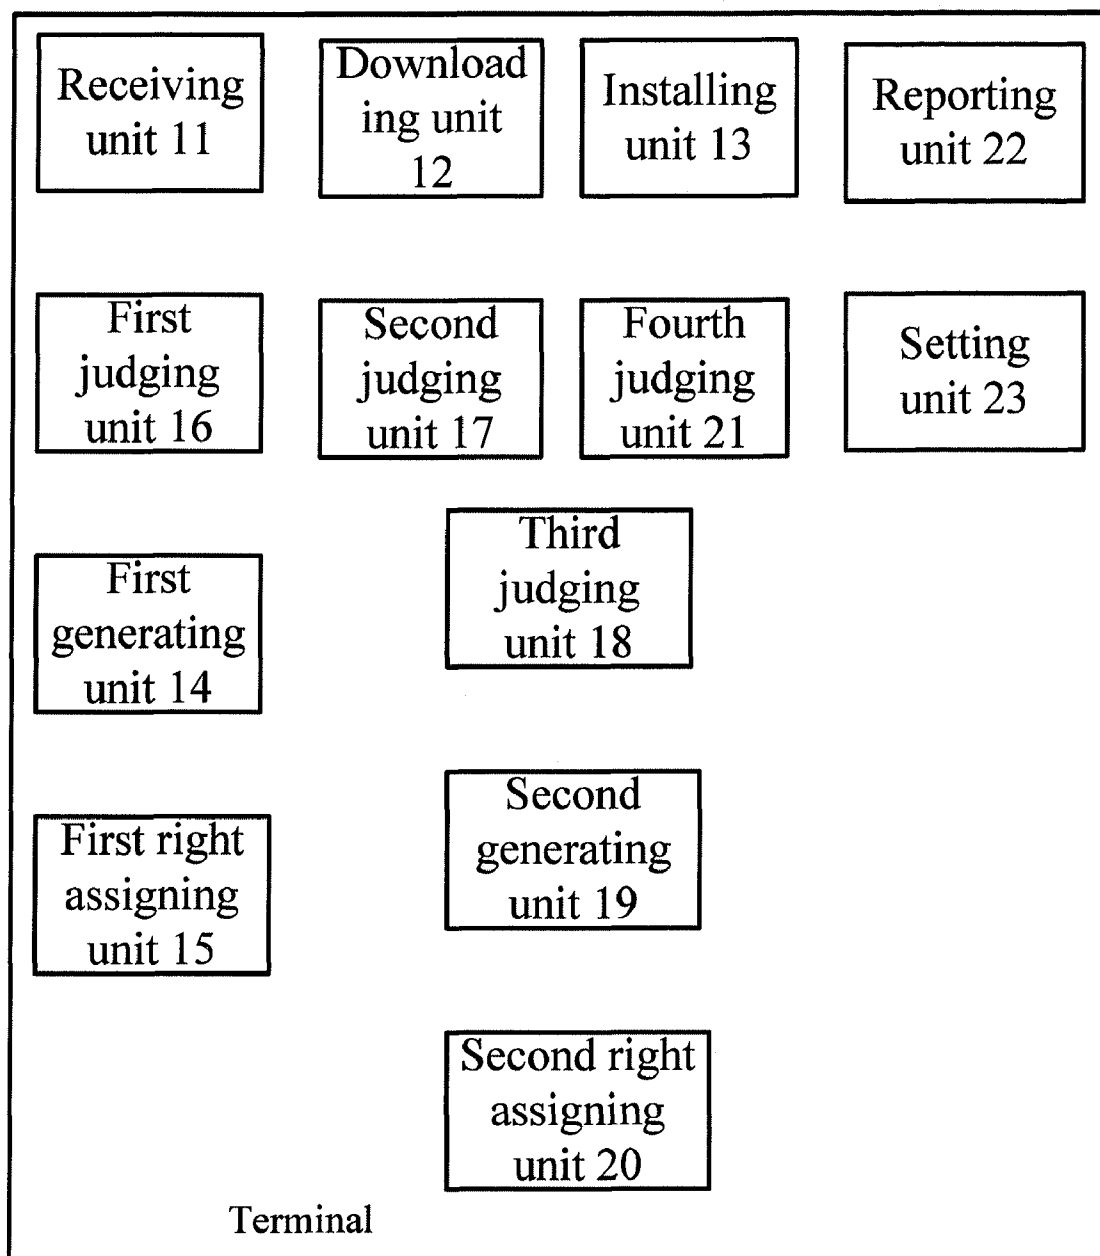 Receiving
unit 11
Download
ing unit
12
Installing
unit 13
Reporting
unit 22
First
judging
unit 16
Second
judging
unit 17
Fourth
judging
unit 21
Setting
unit 23
Third
judging
unit 18
First
generating
unit 14
Second
generating
unit 19
First right
assigning
unit 15
Second right
assigning
unit 20
Terminal